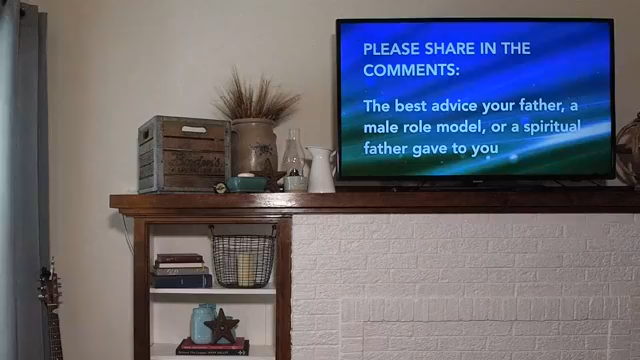 PLEASE SHARE IN THE
COMMENTS:
The best advice your father, a
male role model, or a spiritual
father gave to you
Borden's